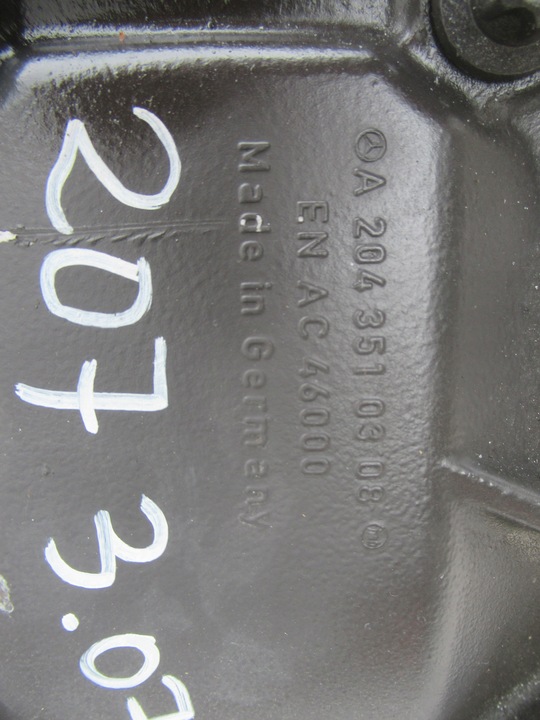 A 204 351 03 08
EN AC 46000
Made in Germany
207 3.07